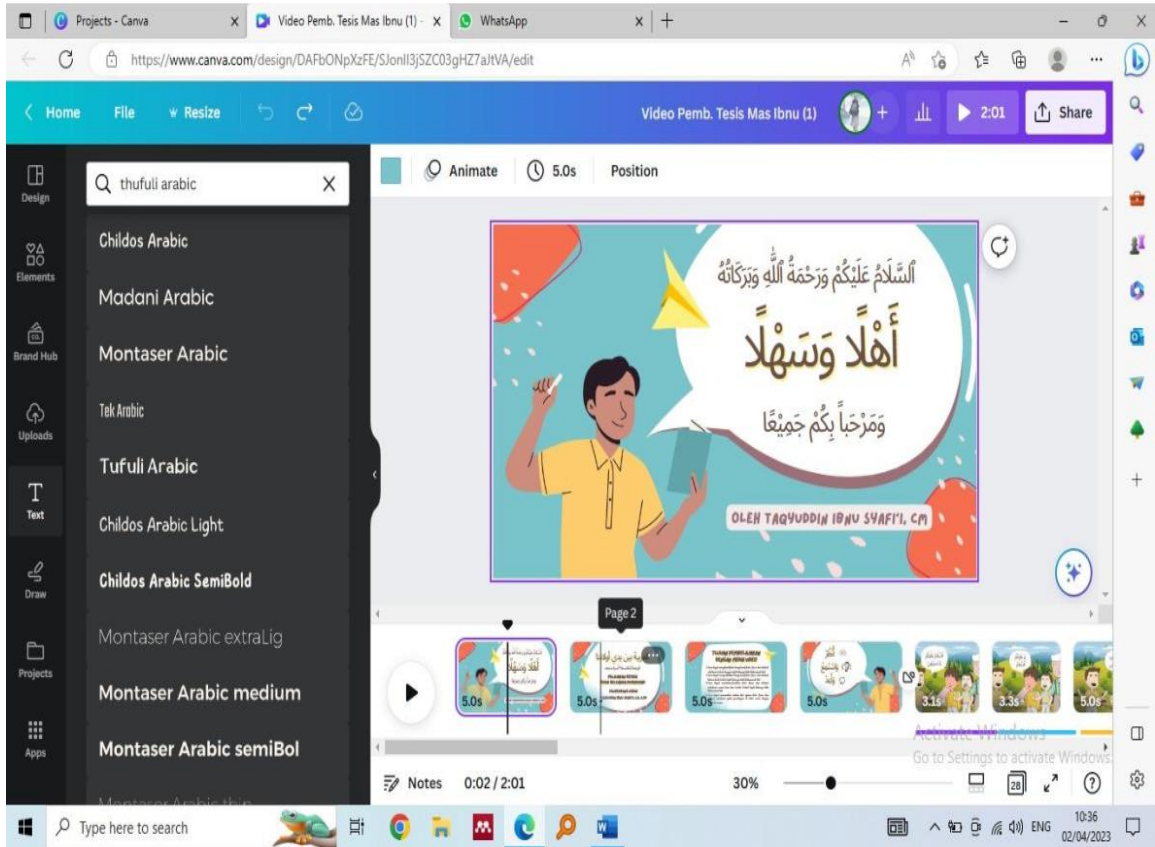 Projects - Canva
Video Pemb. Tesis Mas Ibnu (1) -
WhatsApp
https://www.canva.com/design/DAFbONpXzFE/SJonlI3jSZC03gHZ7aJtVA/edit
Home File Resize
Video Pemb. Tesis Mas Ibnu (1)
2:01
Share
Design
Elements
Brand Hub
Uploads
Text
Draw
Projects
Apps
thufuli arabic
Childos Arabic
Madani Arabic
Montaser Arabic
Tek Arabic
Tufuli Arabic
Childos Arabic Light
Childos Arabic SemiBold
Montaser Arabic extraLig
Montaser Arabic medium
Montaser Arabic semiBol
Montaser Arabic thin
Animate 5.0s Position
ٱلسَّلَامُ عَلَيْكُمْ وَرَحْمَةُ ٱللَّٰهِ وَبَرَكَاتُهُ
أَهْلًا وَسَهْلًا
وَمَرْحَباً بِكُمْ جَمِيْعًا
OLEH TAQYUDDIN IBNU SYAFI'I, CM
Page 2
5.0s 5.0s 5.0s 5.0s 3.1s 3.3s 5.0s
Activate Windows
Go to Settings to activate Windows.
Notes 0:02 / 2:01 30% 28
Type here to search
ENG
10:36
02/04/2023